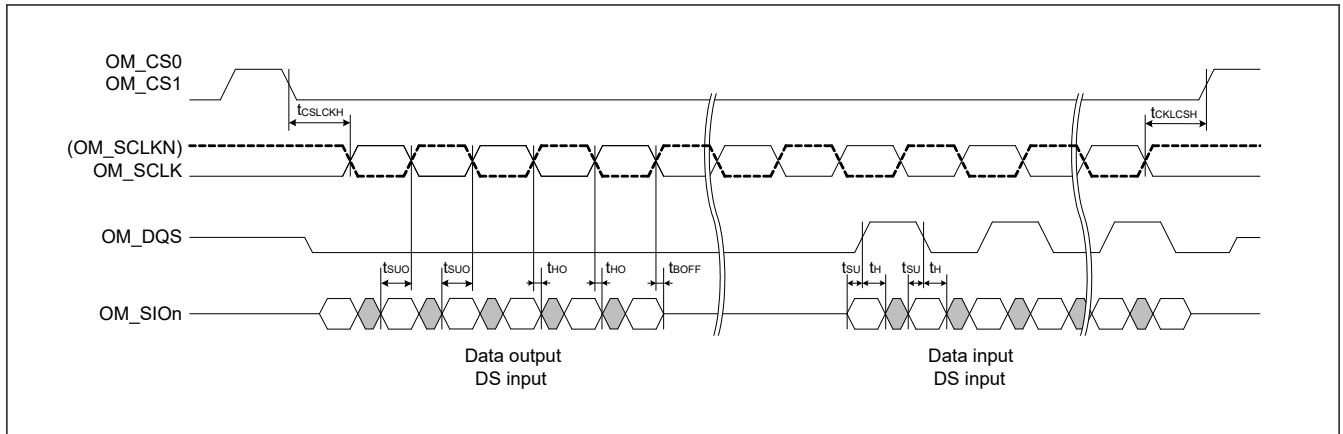 OM_CS0
OM_CS1
tCSLCKH
tCKLCSH
(OM_SCLKN)
OM_SCLK
OM_DQS
tSUO
tSUO
tHO
tHO
tBOFF
tSU
tH
tSU
tH
OM_SIOn
Data output
DS input
Data input
DS input